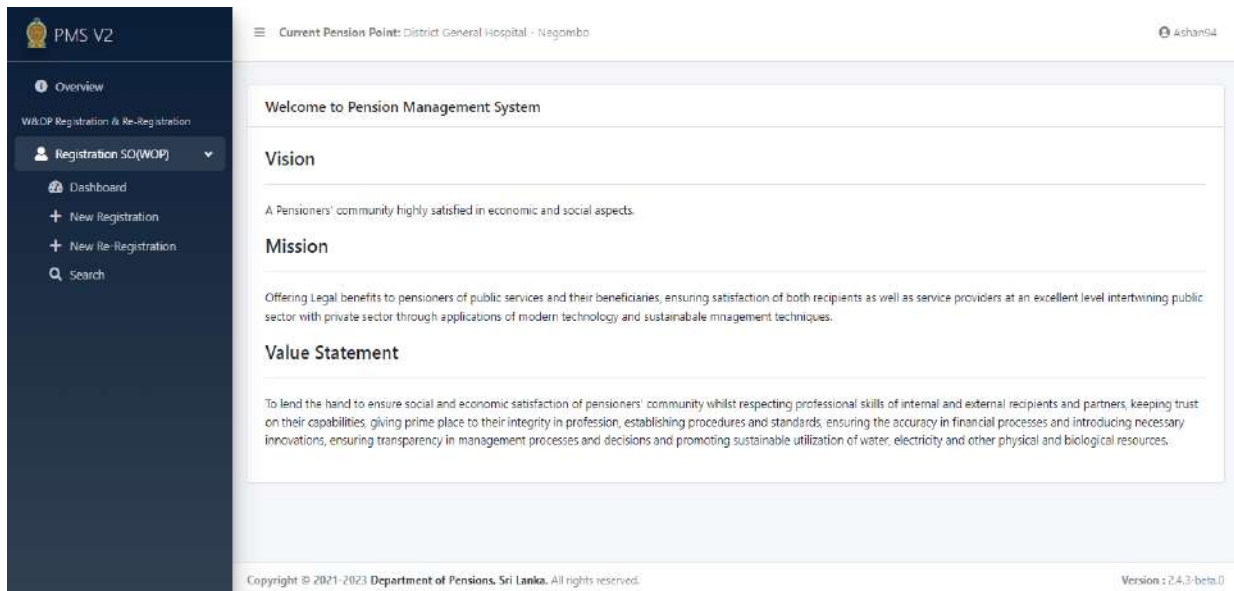 PMS V2
Current Pension Point: District General Hospital - Negombo
Ashan94
Overview
W&OP Registration & Re-Registration
Registration SO(WOP)
Dashboard
New Registration
New Re-Registration
Search
Welcome to Pension Management System
Vision
A Pensioners' community highly satisfied in economic and social aspects.
Mission
Offering Legal benefits to pensioners of public services and their beneficiaries, ensuring satisfaction of both recipients as well as service providers at an excellent level intertwining public
sector with private sector through applications of modern technology and sustainabale mnagement techniques.
Value Statement
To lend the hand to ensure social and economic satisfaction of pensioners' community whilst respecting professional skills of internal and external recipients and partners, keeping trust
on their capabilities, giving prime place to their integrity in profession, establishing procedures and standards, ensuring the accuracy in financial processes and introducing necessary
innovations, ensuring transparency in management processes and decisions and promoting sustainable utilization of water, electricity and other physical and biological resources.
Copyright © 2021-2023 Department of Pensions, Sri Lanka. All rights reserved.
Version : 2.4.3-beta.0